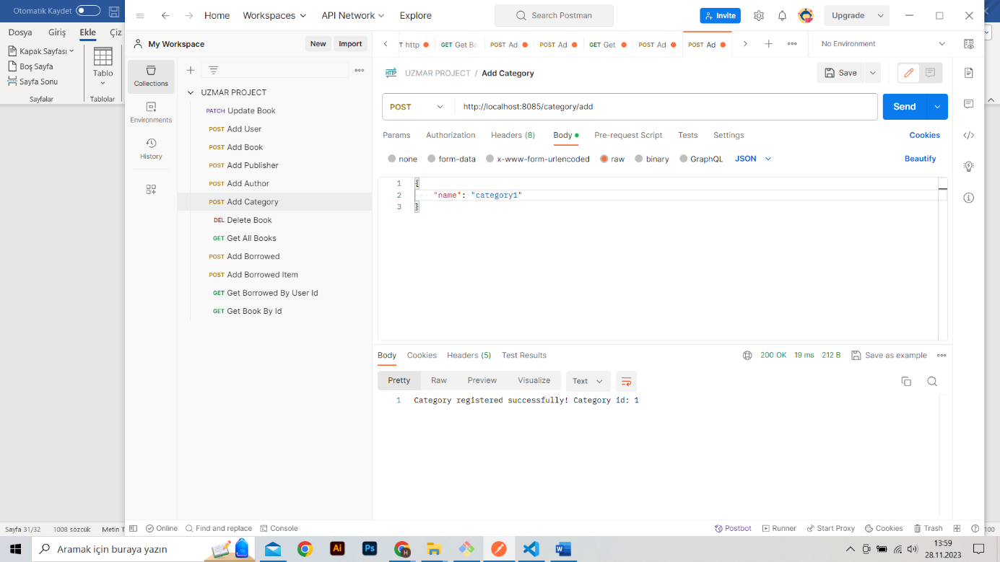 Otomatik Kaydet
Dosya Giriş Ekle Çiz
Kapak Sayfası
Boş Sayfa
Sayfa Sonu
Sayfalar
Tablo
Tablolar
Home Workspaces API Network Explore
Search Postman
Invite
Upgrade
My Workspace
New Import
T http GET Get Bo POST Ad POST Ad GET Get POST Ad POST Ad
No Environment
Collections
Environments
History
UZMAR PROJECT
PATCH Update Book
POST Add User
POST Add Book
POST Add Publisher
POST Add Author
POST Add Category
DEL Delete Book
GET Get All Books
POST Add Borrowed
POST Add Borrowed Item
GET Get Borrowed By User Id
GET Get Book By Id
HTTP UZMAR PROJECT / Add Category
Save
POST http://localhost:8085/category/add
Send
Params Authorization Headers (8) Body Pre-request Script Tests Settings Cookies
none form-data x-www-form-urlencoded raw binary GraphQL JSON Beautify
1 {
2 "name": "category1"
3 }
Body Cookies Headers (5) Test Results
200 OK 19 ms 212 B Save as example
Pretty Raw Preview Visualize Text
1 Category registered successfully! Category id: 1
Sayfa 31/32 1008 sözcük Metin T
Online Find and replace Console
Postbot Runner Start Proxy Cookies Trash
100
Aramak için buraya yazın
Ai
Ps
H
W
13:59
28.11.2023